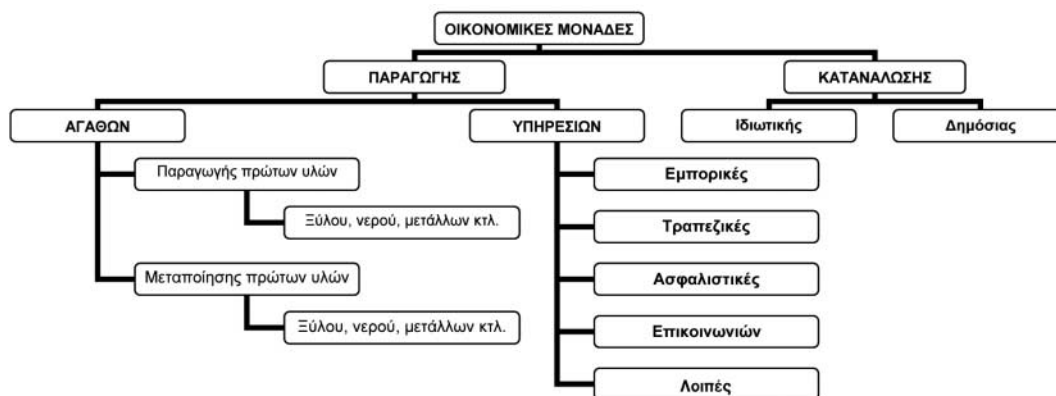 ΟΙΚΟΝΟΜΙΚΕΣ ΜΟΝΑΔΕΣ
ΠΑΡΑΓΩΓΗΣ
ΚΑΤΑΝΑΛΩΣΗΣ
ΑΓΑΘΩΝ
ΥΠΗΡΕΣΙΩΝ
Ιδιωτικής
Δημόσιας
Παραγωγής πρώτων υλών
Ξύλου, νερού, μετάλλων κτλ.
Μεταποίησης πρώτων υλών
Ξύλου, νερού, μετάλλων κτλ.
Εμπορικές
Τραπεζικές
Ασφαλιστικές
Επικοινωνιών
Λοιπές